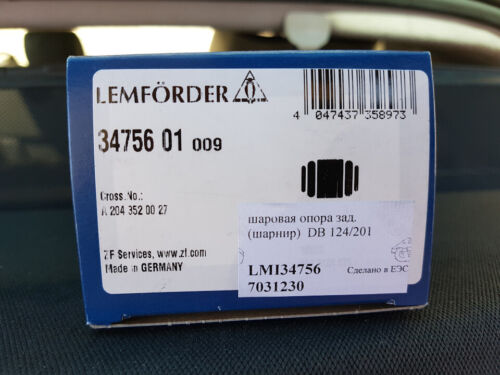 LEMFÖRDER
4 047437 358973
34756 01 009
Cross.No.:
A 204 352 00 27
ZF Services, www.zf.com
Made in GERMANY
шаровая опора зад.
(шарнир) DB 124/201
LMI34756
7031230
Сделано в ЕЭС